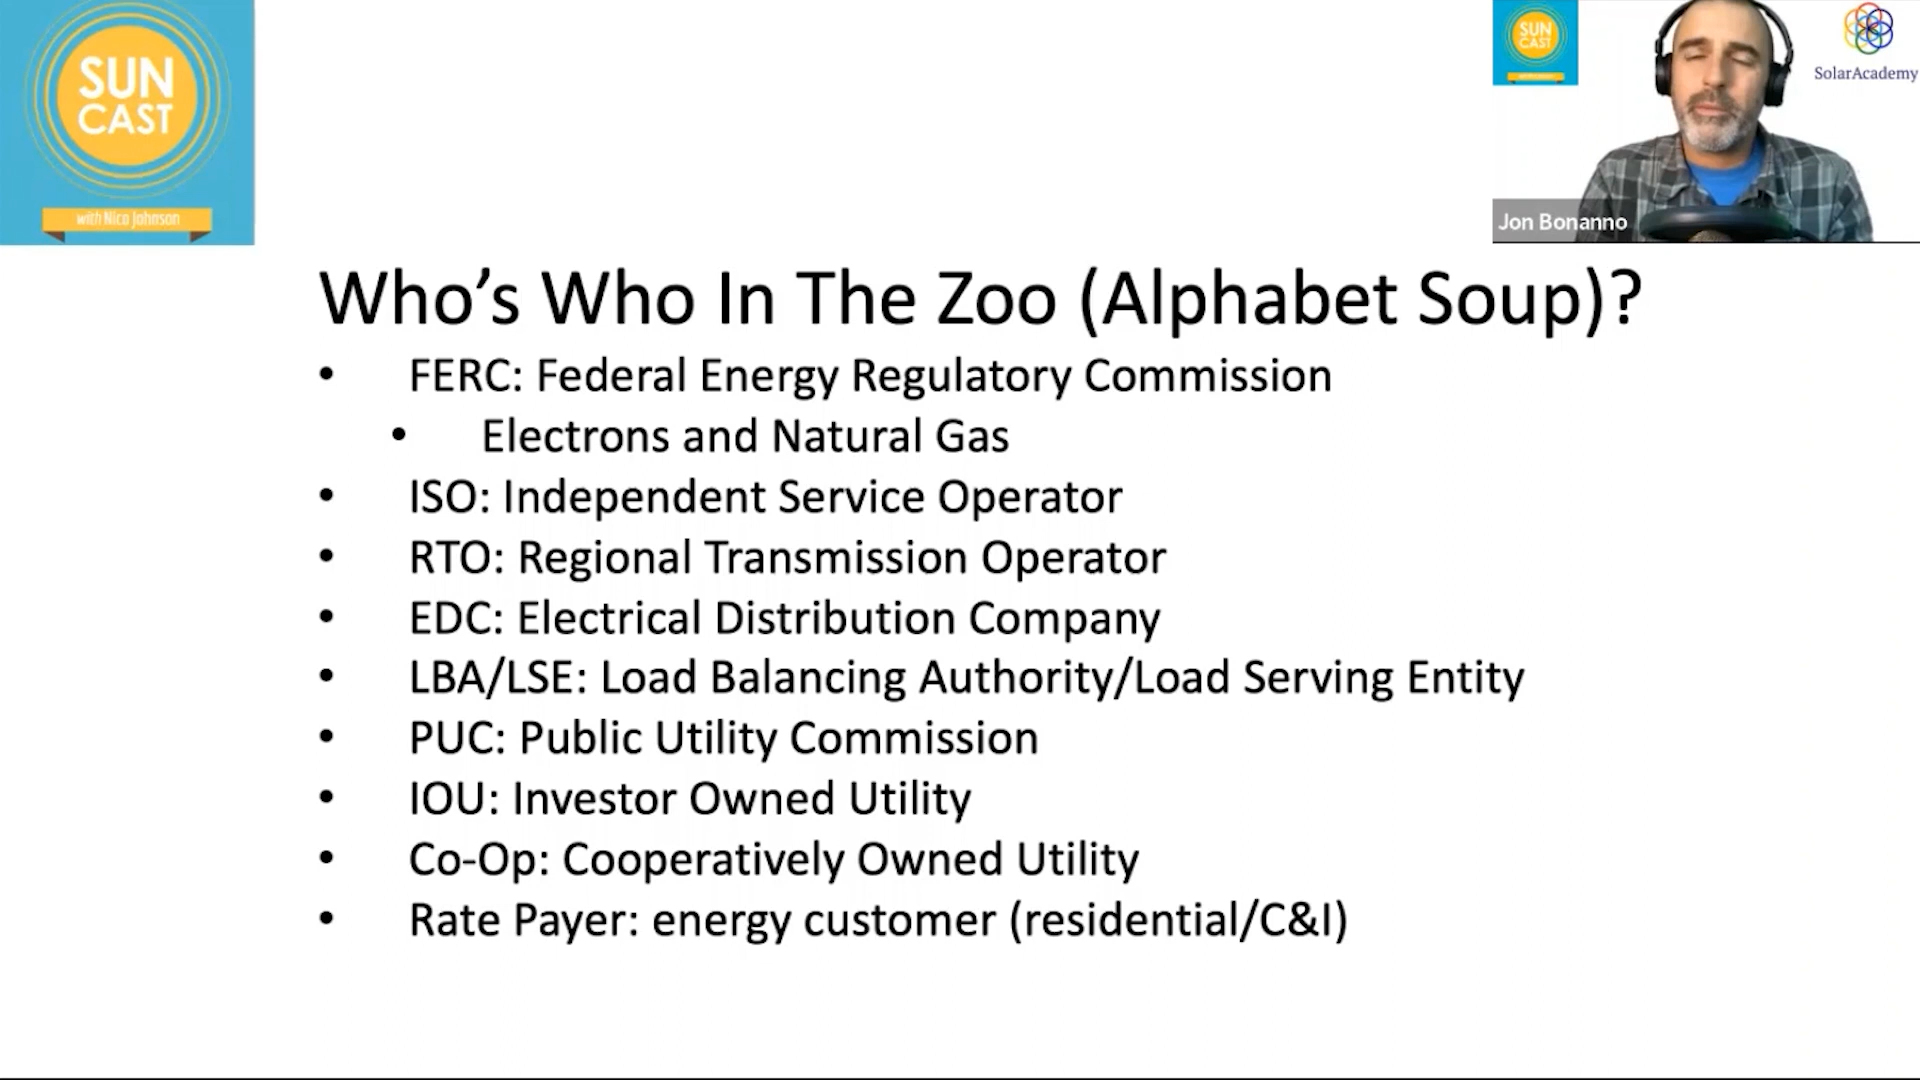 SUN
CAST
with Nico Johnson
SUN
CAST
SolarAcademy
Jon Bonanno
Who’s Who In The Zoo (Alphabet Soup)?
• FERC: Federal Energy Regulatory Commission
• Electrons and Natural Gas
• ISO: Independent Service Operator
• RTO: Regional Transmission Operator
• EDC: Electrical Distribution Company
• LBA/LSE: Load Balancing Authority/Load Serving Entity
• PUC: Public Utility Commission
• IOU: Investor Owned Utility
• Co-Op: Cooperatively Owned Utility
• Rate Payer: energy customer (residential/C&I)